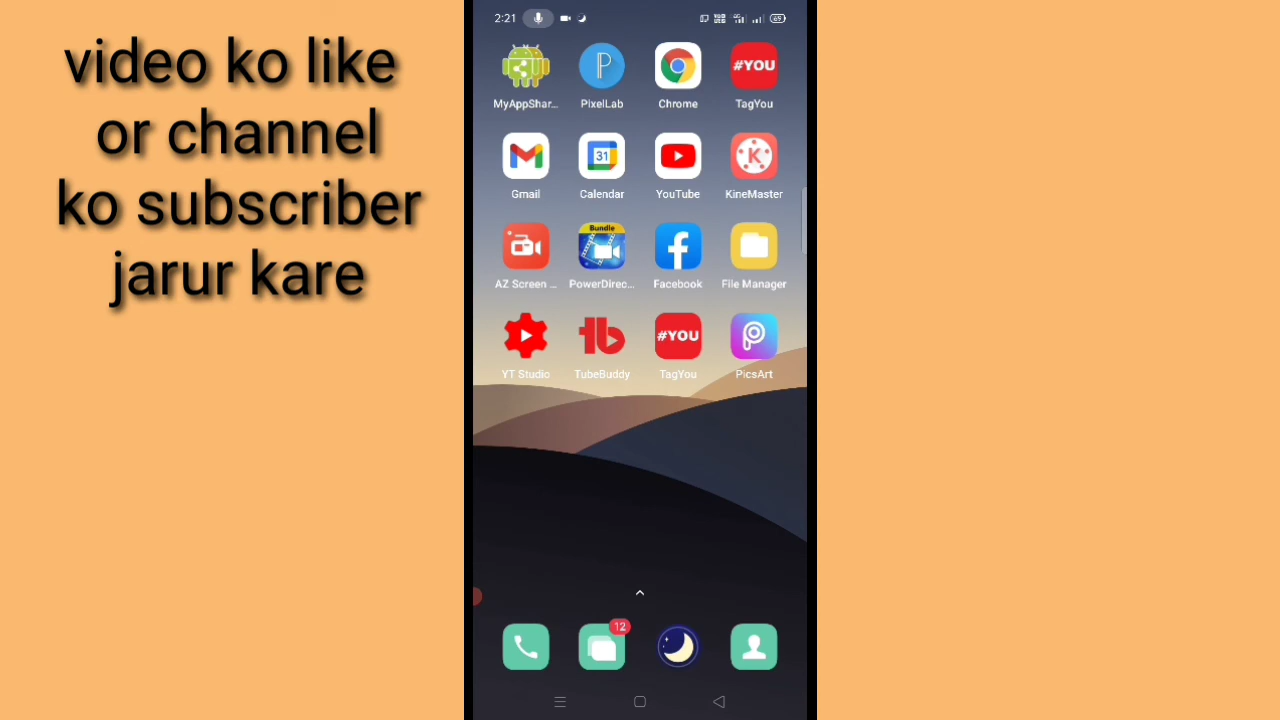 video ko like
or channel
ko subscriber
jarur kare
2:21
69
MyAppShar...
PixelLab
Chrome
#YOU
TagYou
31
Gmail
Calendar
YouTube
KineMaster
Bundle
AZ Screen ...
PowerDirec...
Facebook
File Manager
#YOU
YT Studio
TubeBuddy
TagYou
PicsArt
12